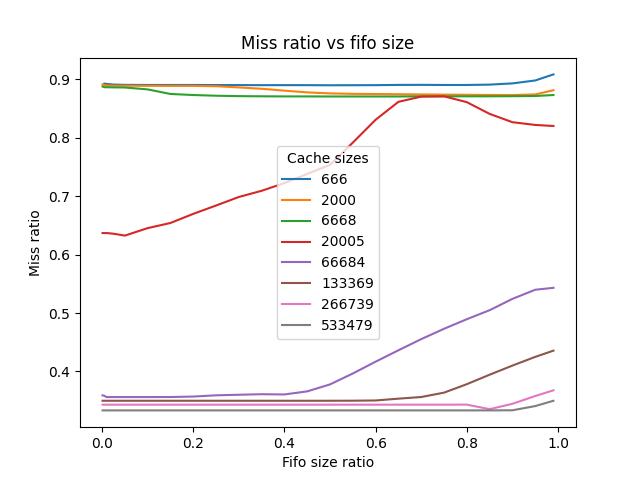 Miss ratio vs fifo size
0.9
0.8
0.7
0.6
0.5
0.4
Miss ratio
Cache sizes
666
2000
6668
20005
66684
133369
266739
533479
0.0 0.2 0.4 0.6 0.8 1.0
Fifo size ratio